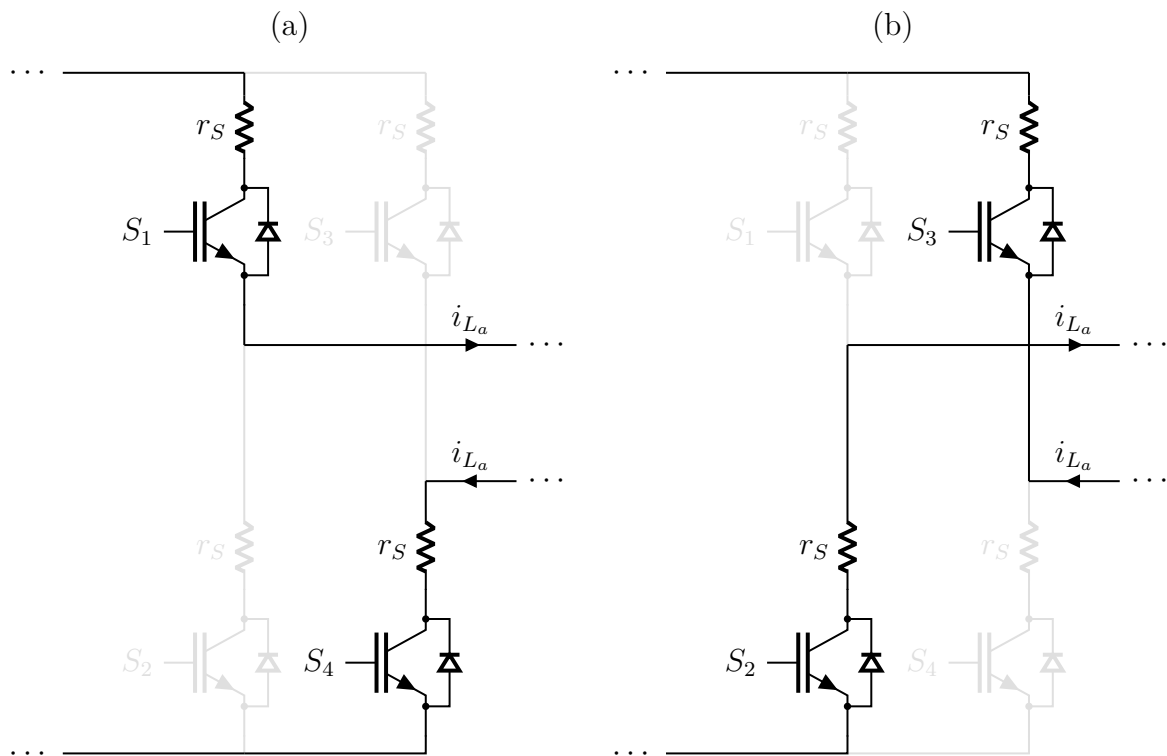 (a) (b)
··· ···
r_S r_S r_S r_S
S_1 S_3 S_1 S_3
i_{L_a} i_{L_a}
··· ···
i_{L_a} i_{L_a}
··· ···
r_S r_S r_S r_S
S_2 S_4 S_2 S_4
··· ···